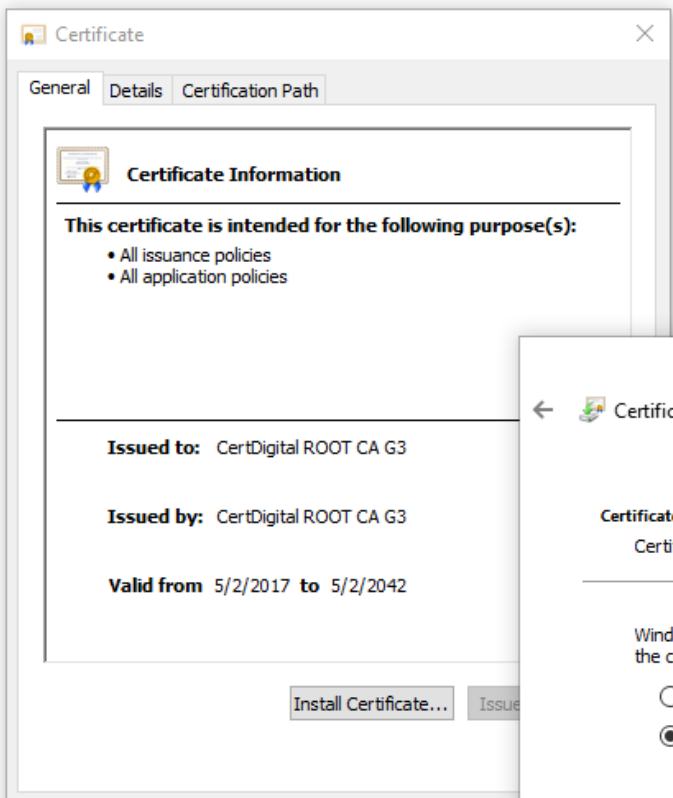 Certificate
General Details Certification Path
Certificate Information
This certificate is intended for the following purpose(s):
• All issuance policies
• All application policies
Issued to: CertDigital ROOT CA G3
Issued by: CertDigital ROOT CA G3
Valid from 5/2/2017 to 5/2/2042
Install Certificate...